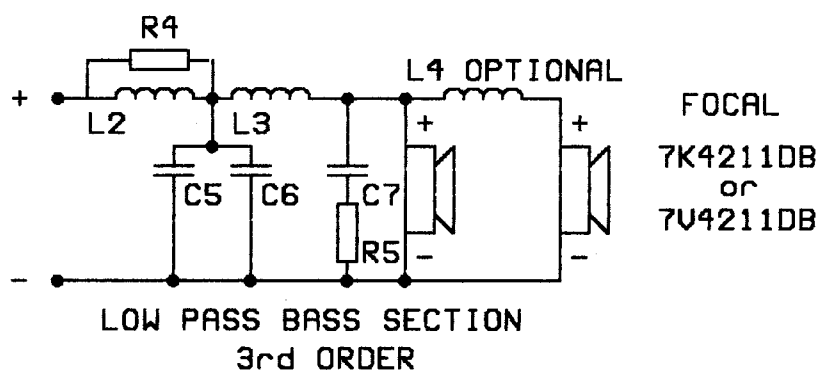 R4
L4 OPTIONAL
+
L2
L3
+
+
FOCAL
7K4211DB
or
7V4211DB
C5
C6
C7
R5
-
-
-
LOW PASS BASS SECTION
3rd ORDER